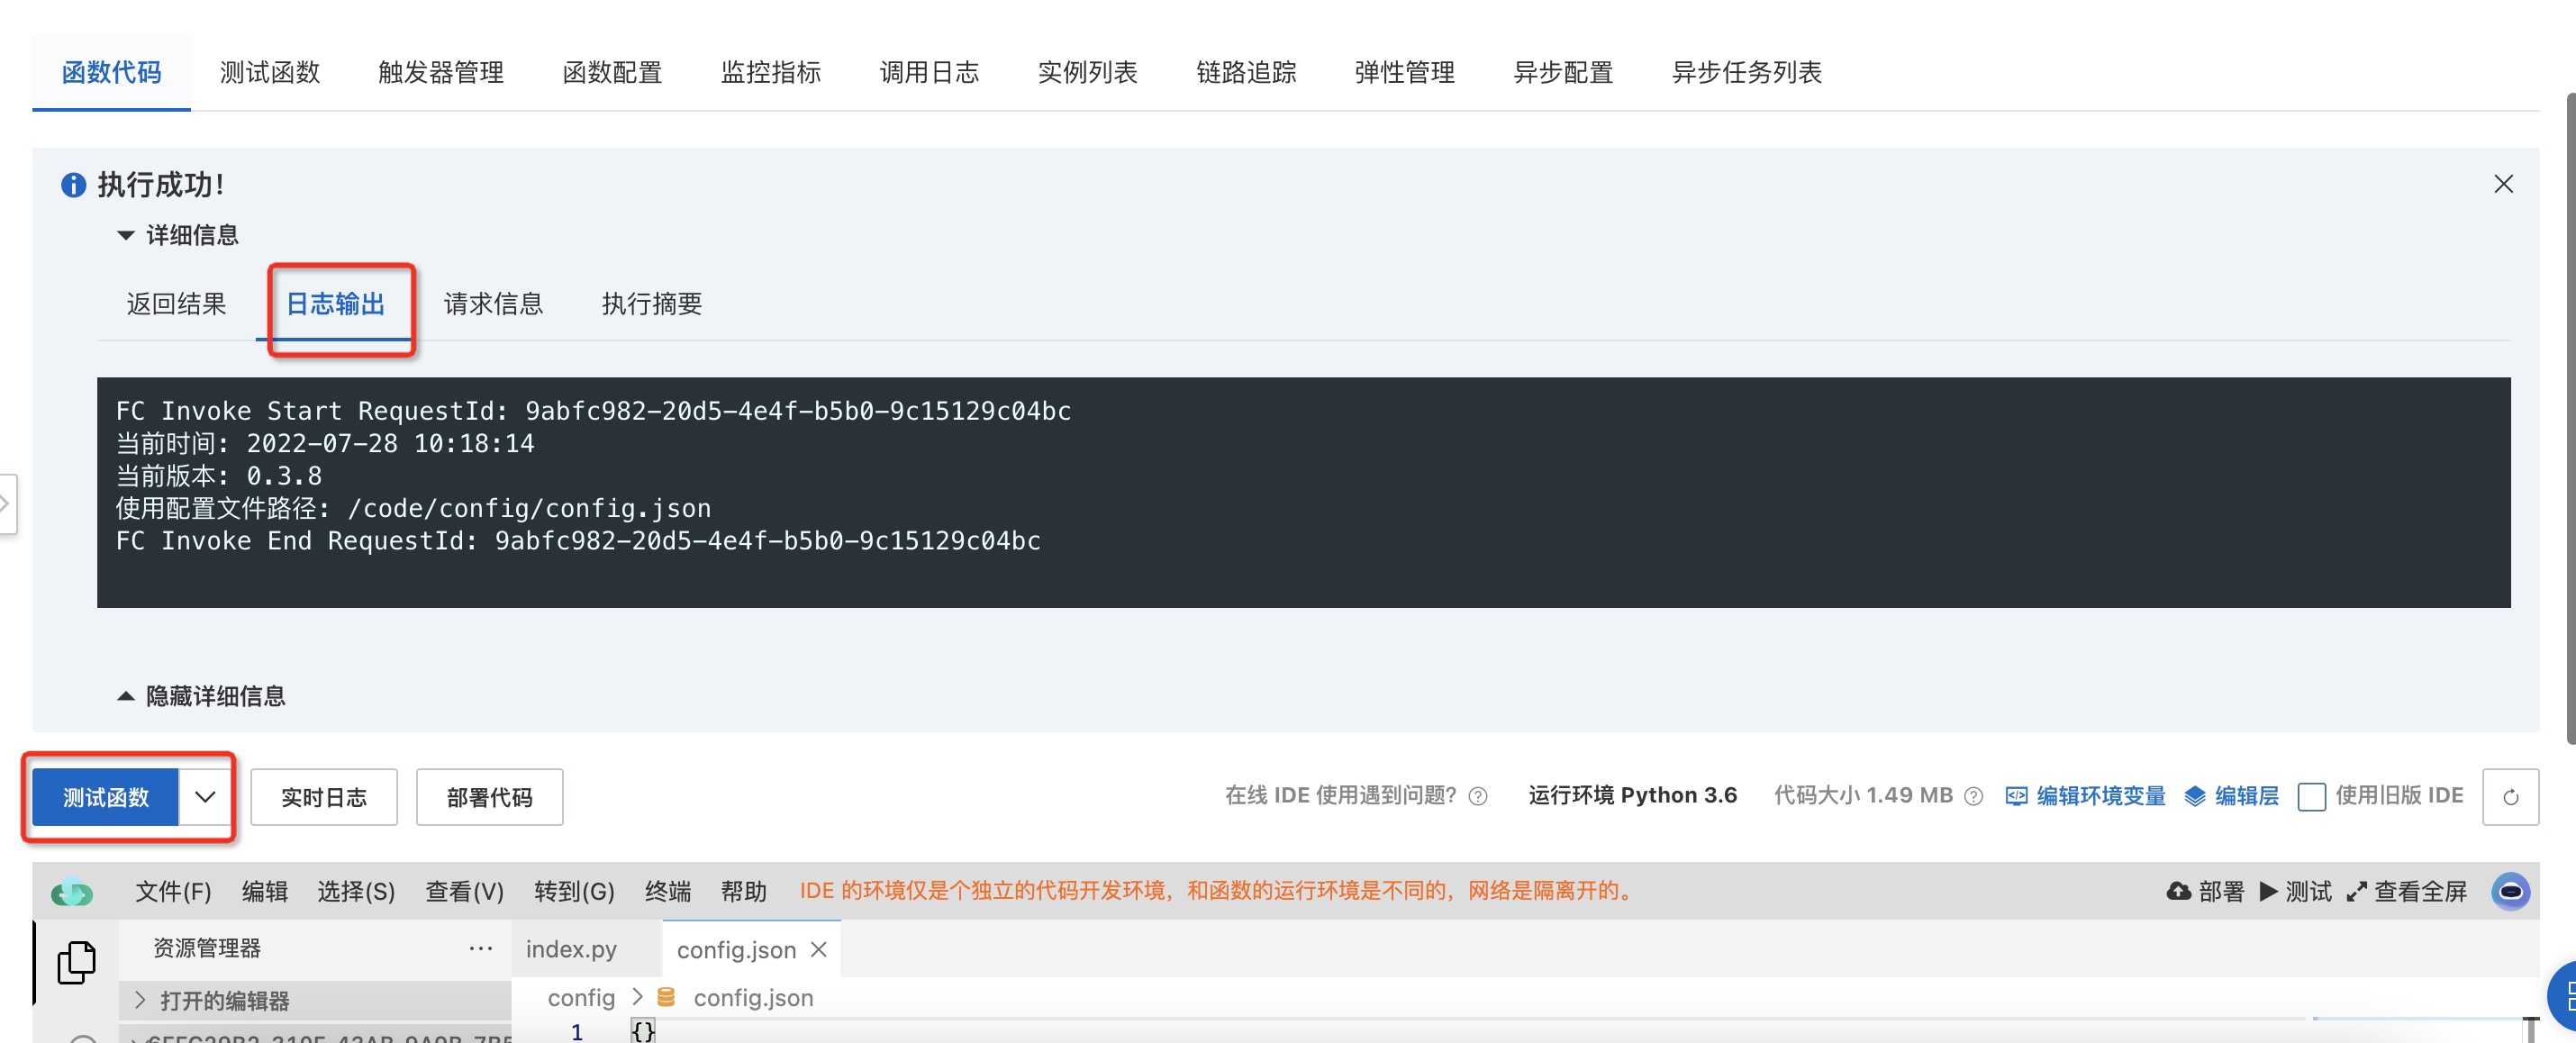 函数代码 测试函数 触发器管理 函数配置 监控指标 调用日志 实例列表 链路追踪 弹性管理 异步配置 异步任务列表
执行成功!
详细信息
返回结果 日志输出 请求信息 执行摘要
FC Invoke Start RequestId: 9abfc982-20d5-4e4f-b5b0-9c15129c04bc
当前时间: 2022-07-28 10:18:14
当前版本: 0.3.8
使用配置文件路径: /code/config/config.json
FC Invoke End RequestId: 9abfc982-20d5-4e4f-b5b0-9c15129c04bc
隐藏详细信息
测试函数 实时日志 部署代码 在线 IDE 使用遇到问题? 运行环境 Python 3.6 代码大小 1.49 MB 编辑环境变量 编辑层 使用旧版 IDE
文件(F) 编辑 选择(S) 查看(V) 转到(G) 终端 帮助 IDE 的环境仅是个独立的代码开发环境，和函数的运行环境是不同的，网络是隔离开的。 部署 测试 查看全屏
资源管理器 ... index.py config.json
打开的编辑器 config > config.json
1 {}